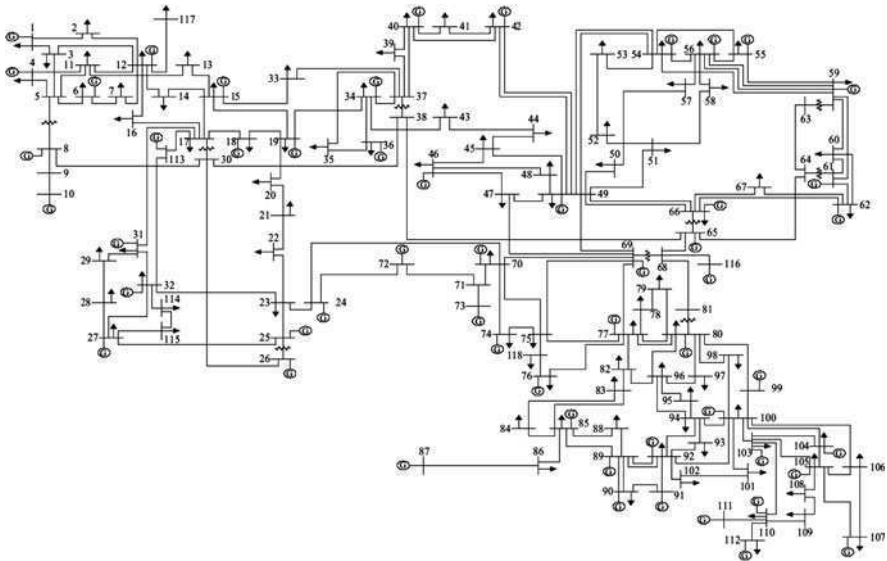 G 1 2 117 G 40 41 G 42
G G 56 G
39 53 54 55
3 11 12 G 13
G 4 33 G 59 G
5 6 G 7 14 G 15 G 34 37 57 58 63
16 38 43 44 52 60
G 8 G 113 17 30 G 18 19 G 35 36 G 45 51 64 61 G
9 46 G 48 50 67
10 20 47 G 49 66 G G 62
G 21 65 G
31 G 22 G 72 G 70 69 68 116
29 32 G G
28 G 114 23 24 G 71 79 81
27 115 25 G 73 G 74 75 G 77 78 80
G 26 G 118 G 98
76 G 82 96 97 G 99
83 95
84 85 G 88 94 G 100
G 87 86 89 G 92 93 103 104 G
102 G 105 106
90 G 91 G 101 G 108
G 111 G 110 109
112 G G 107